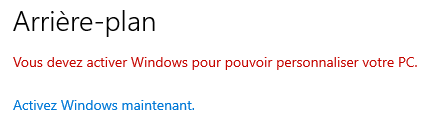 Arrière-plan
Vous devez activer Windows pour pouvoir personnaliser votre PC.
Activez Windows maintenant.